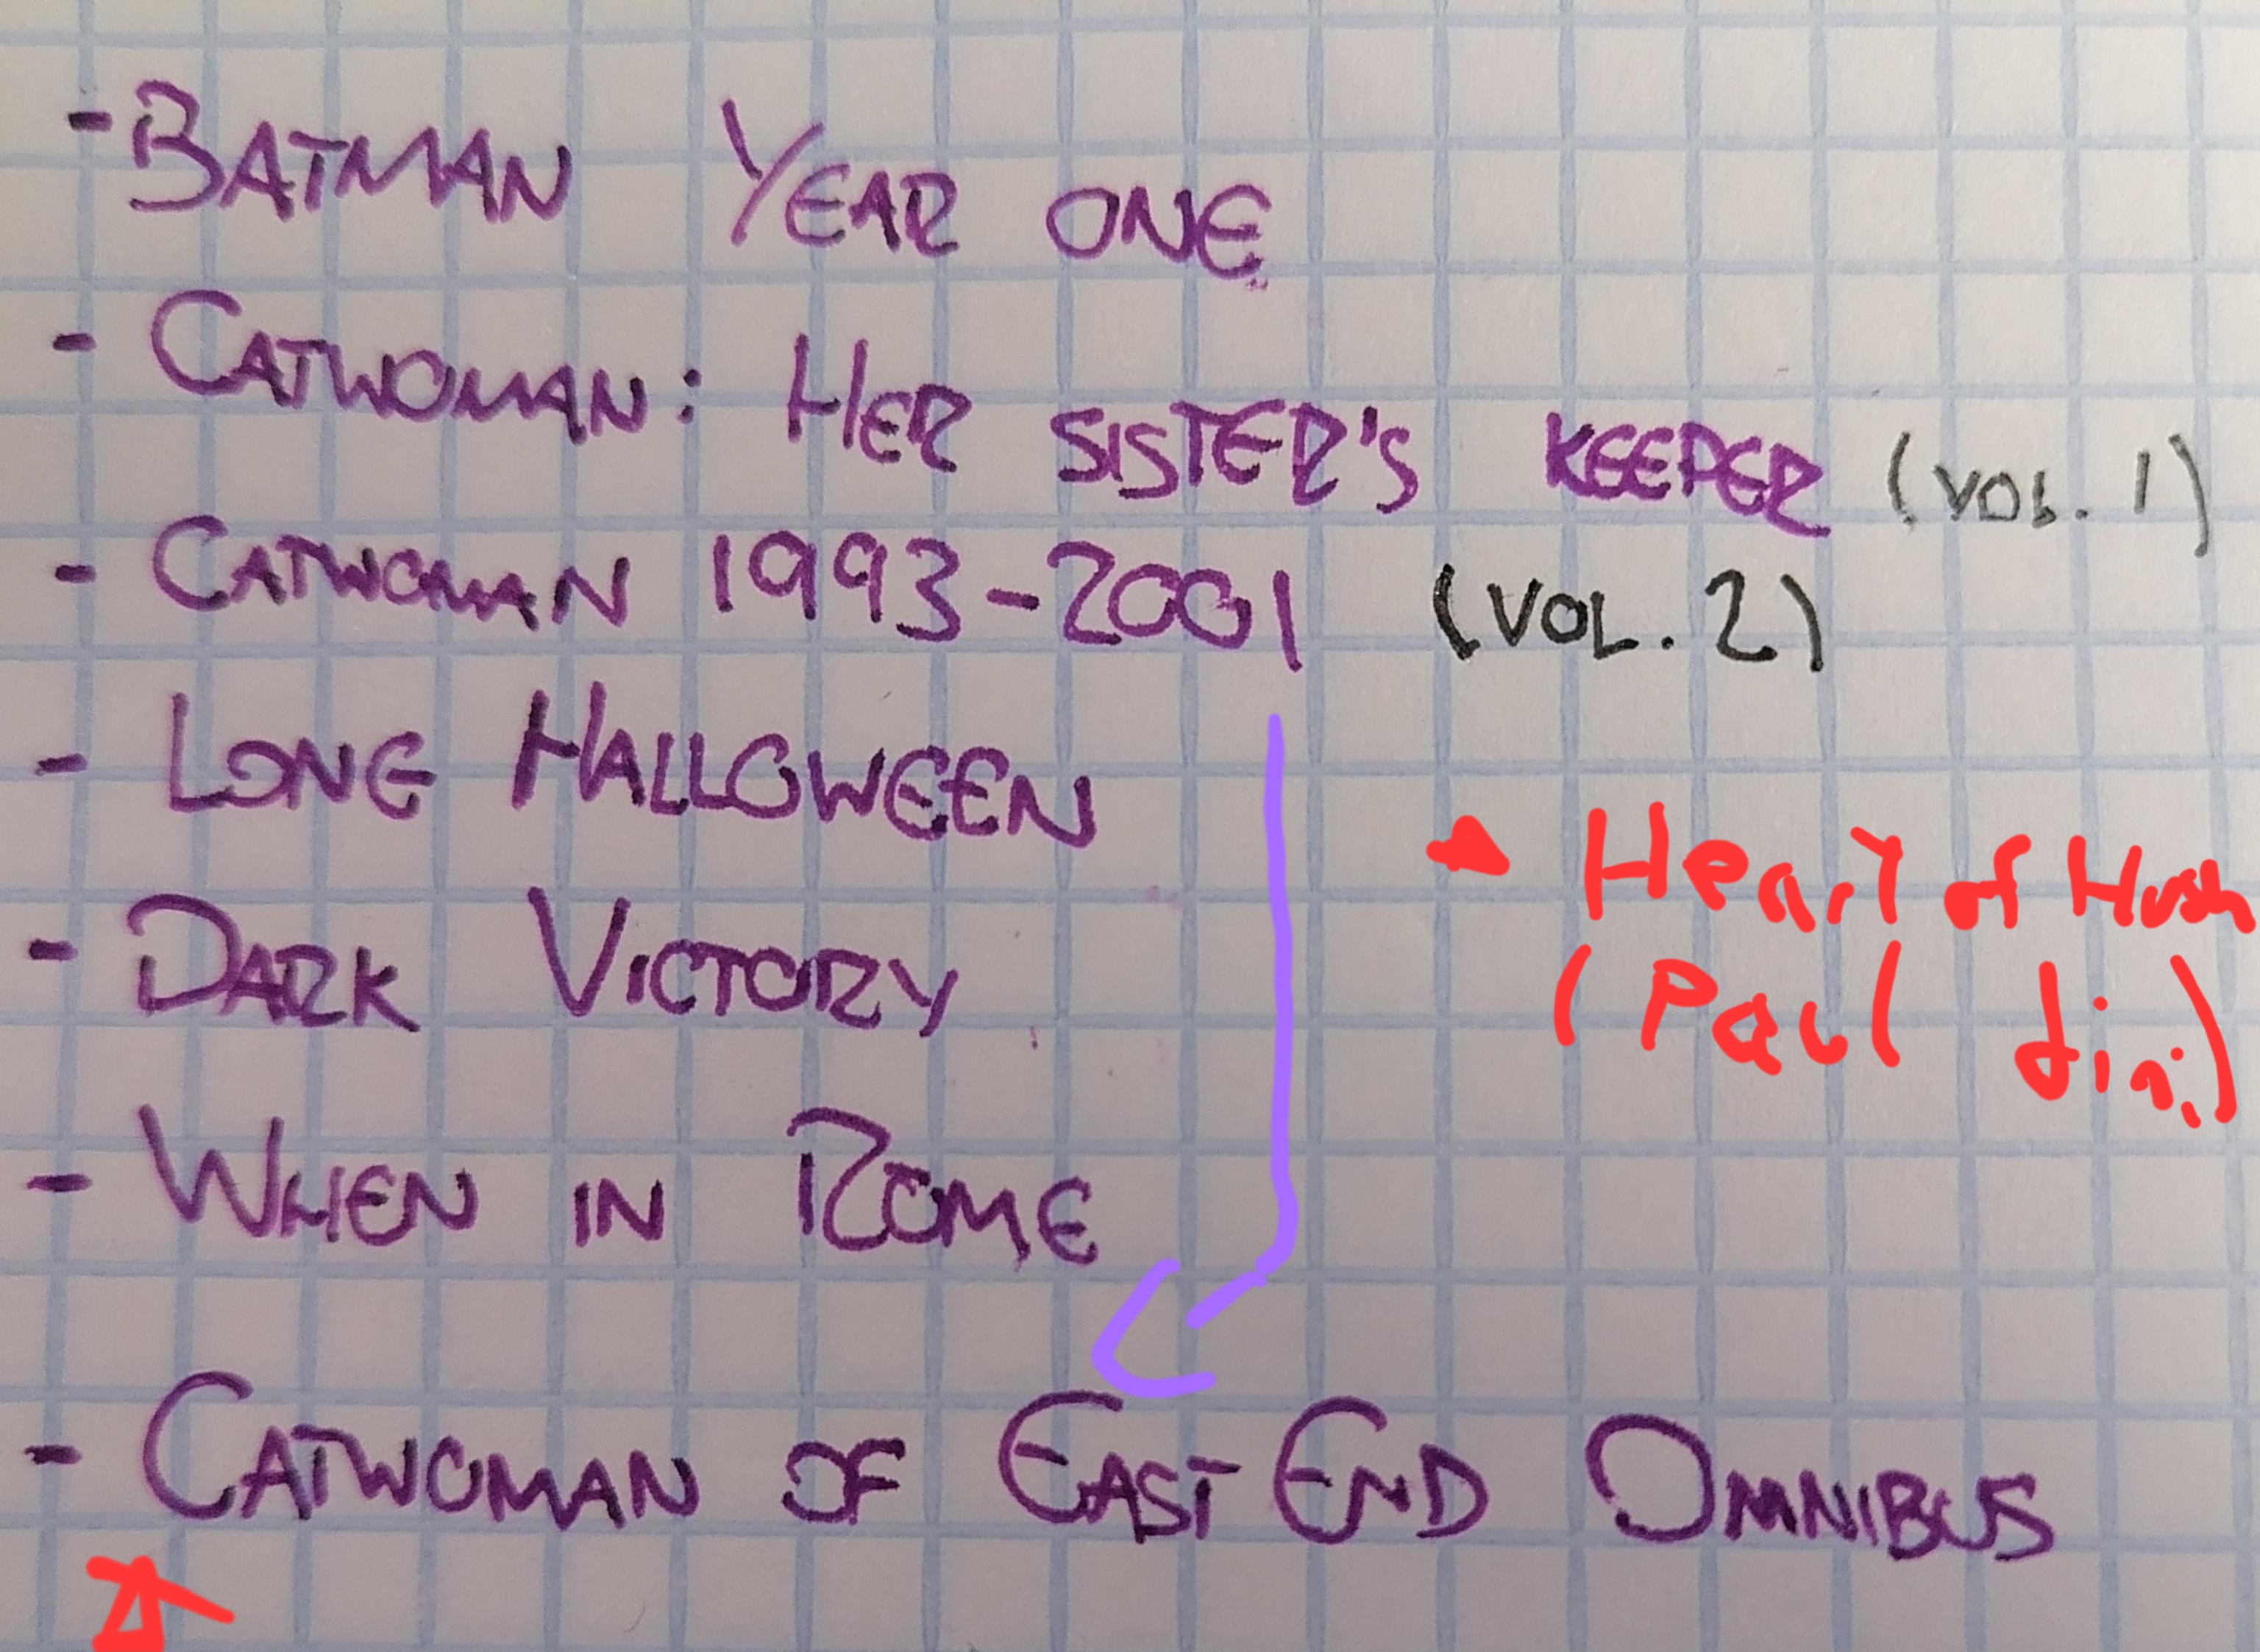 - BATMAN YEAR ONE
- CATWOMAN: HER SISTER'S KEEPER (VOL. 1)
- CATWOMAN 1993-2001 (VOL. 2)
- LONG HALLOWEEN
Heart of Hush
- DARK VICTORY
(Paul dini)
- WHEN IN ROME
- CATWOMAN OF EAST END OMNIBUS